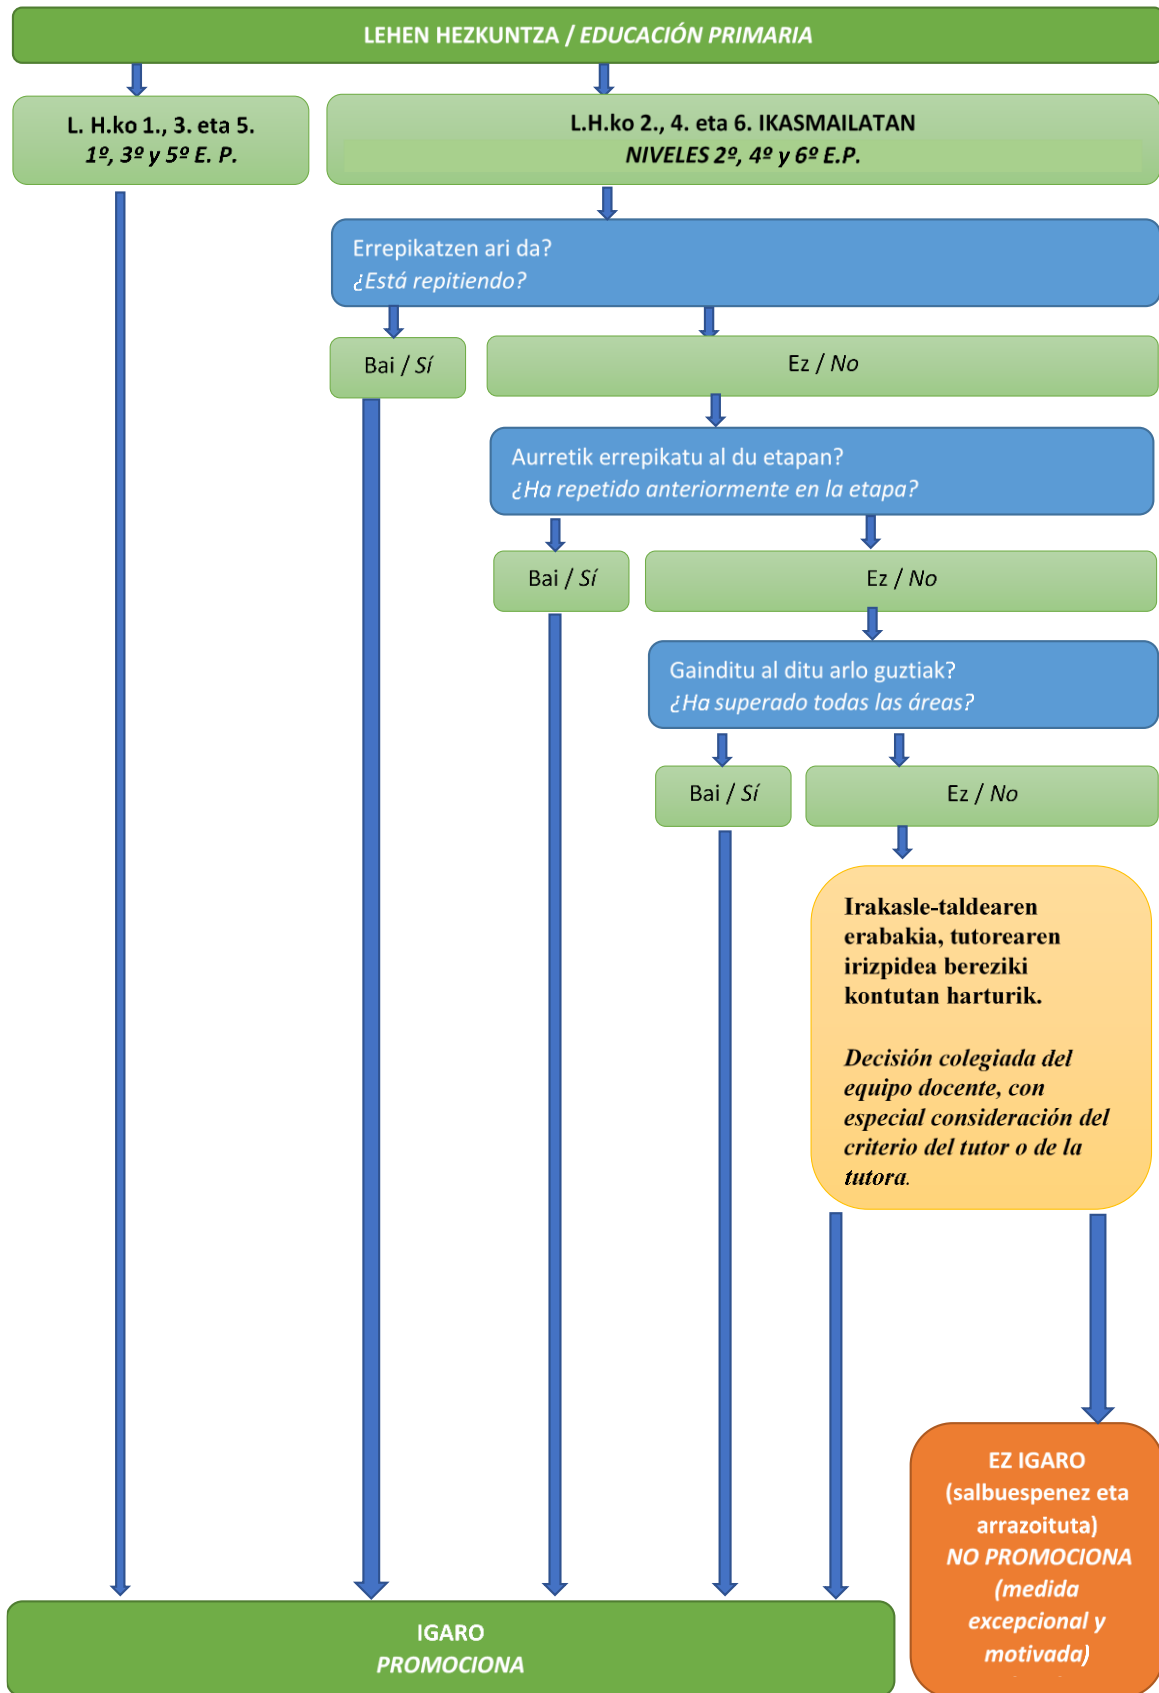 LEHEN HEZKUNTZA / EDUCACIÓN PRIMARIA
L. H.ko 1., 3. eta 5.
1º, 3º y 5º E. P.
L.H.ko 2., 4. eta 6. IKASMAILATAN
NIVELES 2º, 4º y 6º E.P.
Errepikatzen ari da?
¿Está repitiendo?
Bai / Sí
Ez / No
Aurretik errepikatu al du etapan?
¿Ha repetido anteriormente en la etapa?
Bai / Sí
Ez / No
Gainditu al ditu arlo guztiak?
¿Ha superado todas las áreas?
Bai / Sí
Ez / No
Irakasle-taldearen
erabakia, tutorearen
irizpidea bereziki
kontutan harturik.
Decisión colegiada del
equipo docente, con
especial consideración del
criterio del tutor o de la
tutora.
EZ IGARO
(salbuespenez eta
arrazoituta)
NO PROMOCIONA
(medida
excepcional y
motivada)
IGARO
PROMOCIONA